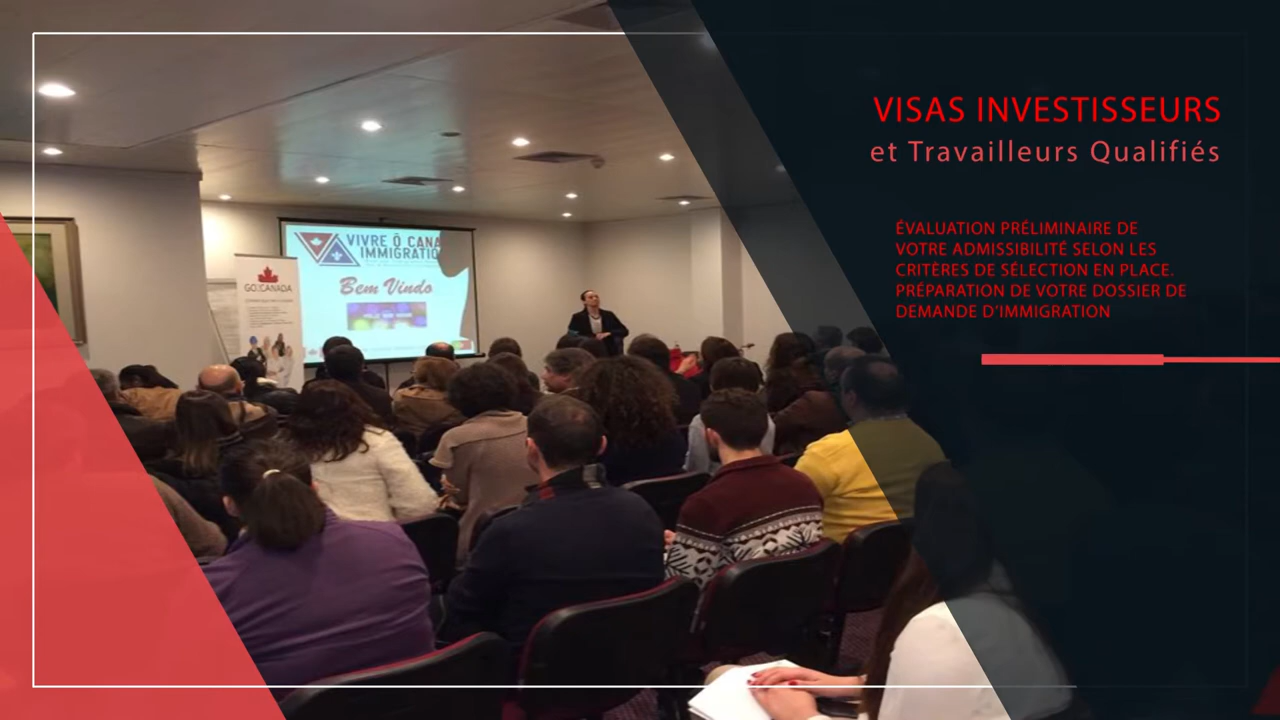 VISAS INVESTISSEURS
et Travailleurs Qualifiés
ÉVALUATION PRÉLIMINAIRE DE
VOTRE ADMISSIBILITÉ SELON LES
CRITÈRES DE SÉLECTION EN PLACE.
PRÉPARATION DE VOTRE DOSSIER DE
DEMANDE D'IMMIGRATION
VIVRE Ô CANA
IMMIGRATIO
Bem Vindo
GO CANADA